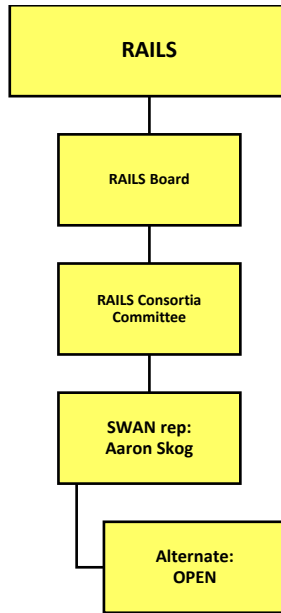 RAILS
RAILS Board
RAILS Consortia
Committee
SWAN rep:
Aaron Skog
Alternate:
OPEN